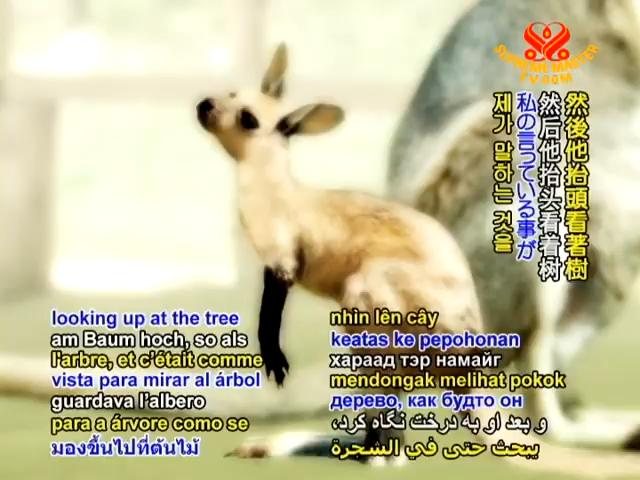 SUPREME MASTER
TV.COM
然後他抬頭看著樹
然后他抬头看着树
私の言っている事が
제가 말하는 것을
looking up at the tree
am Baum hoch, so als
l'arbre, et c'était comme
vista para mirar al árbol
guardava l'albero
para a árvore como se
มองขึ้นไปที่ต้นไม้
nhìn lên cây
keatas ke pepohonan
хараад тэр намайг
mendongak melihat pokok
дерево, как будто он
و بعد او به درخت نگاه کرد،
يبحث حتى في الشجرة